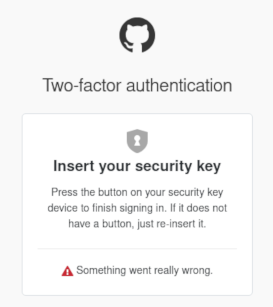 Two-factor authentication
Insert your security key
Press the button on your security key
device to finish signing in. If it does not
have a button, just re-insert it.
Something went really wrong.